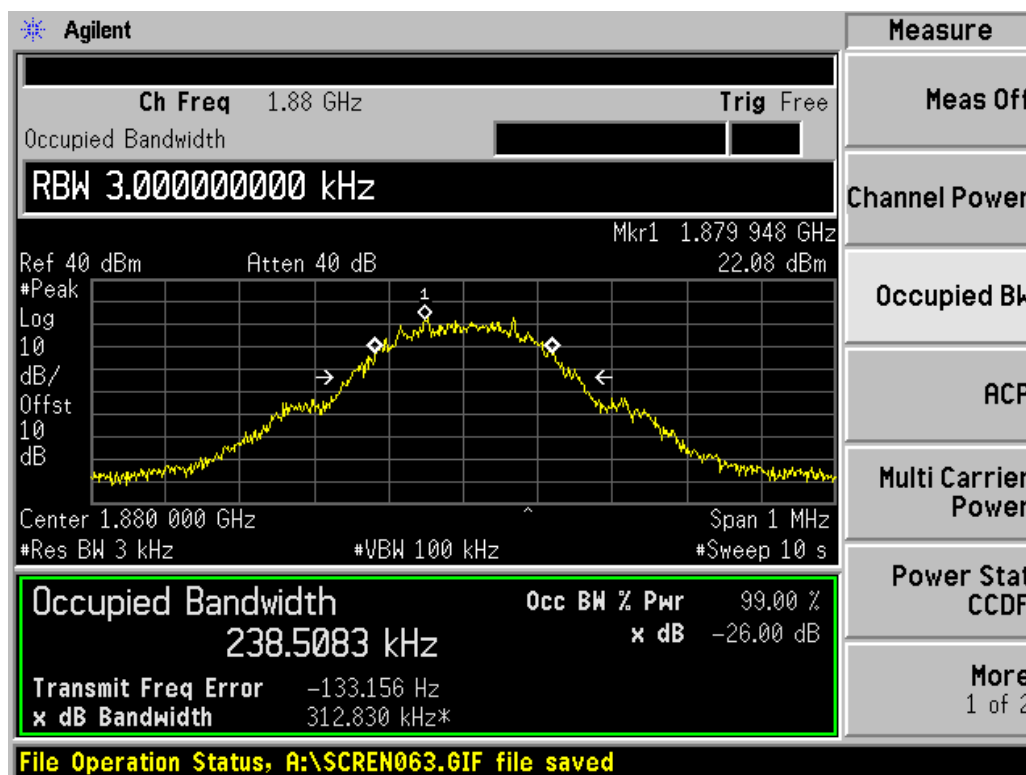 Agilent
Measure
Ch Freq 1.88 GHz Trig Free
Occupied Bandwidth
RBW 3.000000000 kHz
Mkr1 1.879 948 GHz
Ref 40 dBm Atten 40 dB 22.08 dBm
#Peak
Log
10
dB/
Offst
10
dB
1
Center 1.880 000 GHz ^ Span 1 MHz
#Res BW 3 kHz #VBW 100 kHz #Sweep 10 s
Occupied Bandwidth
238.5083 kHz
Occ BW % Pwr 99.00 %
x dB -26.00 dB
Transmit Freq Error -133.156 Hz
x dB Bandwidth 312.830 kHz*
File Operation Status, A:\SCREN063.GIF file saved
Meas Off
Channel Power
Occupied BW
ACP
Multi Carrier
Power
Power Stat
CCDF
More
1 of 2